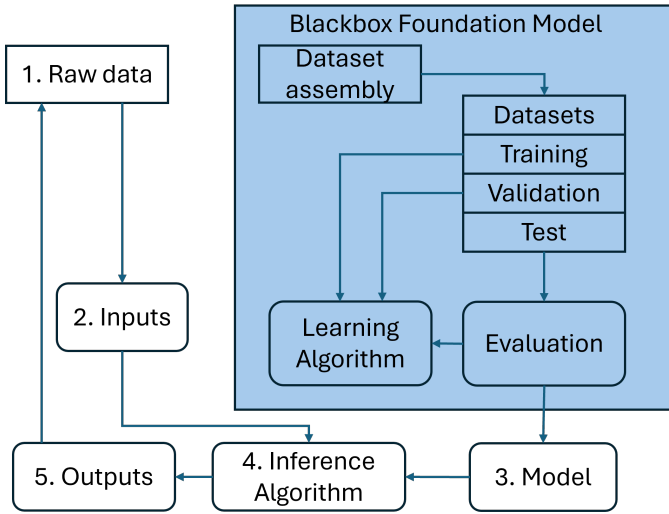 Blackbox Foundation Model
1. Raw data
Dataset
assembly
Datasets
Training
Validation
Test
2. Inputs
Learning
Algorithm
Evaluation
5. Outputs
4. Inference
Algorithm
3. Model